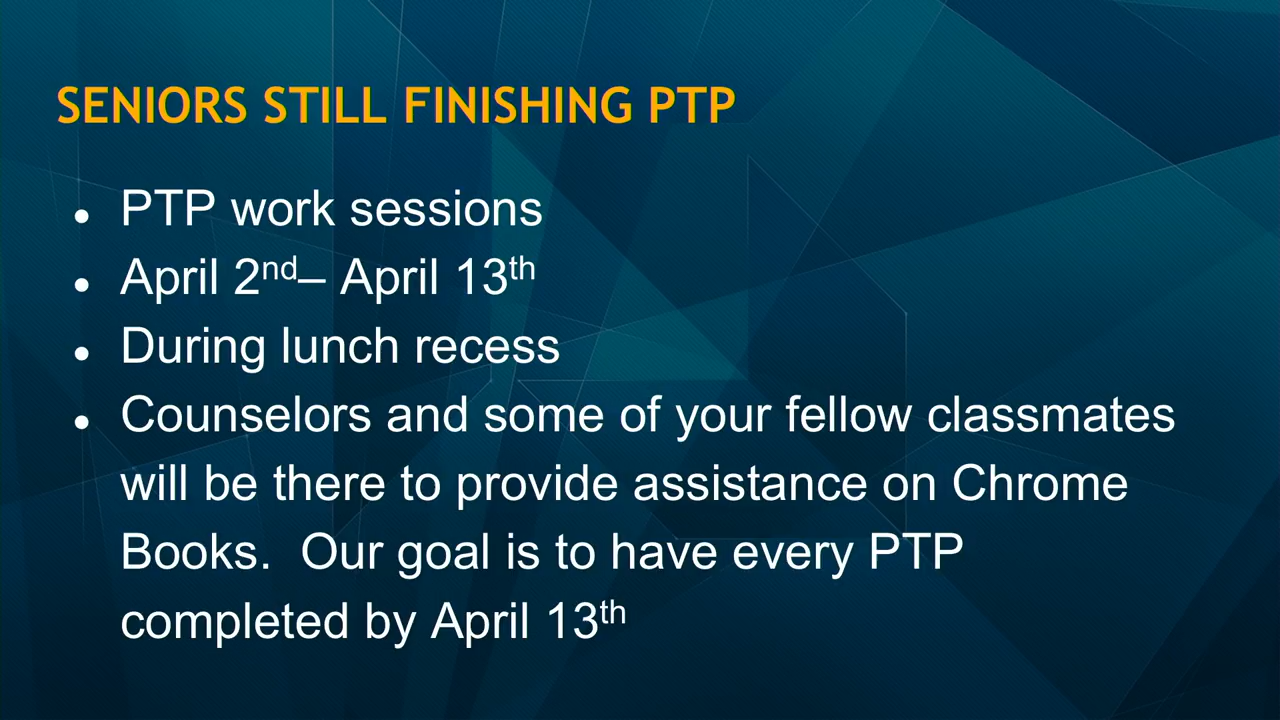 SENIORS STILL FINISHING PTP
● PTP work sessions
● April 2nd– April 13th
● During lunch recess
● Counselors and some of your fellow classmates
will be there to provide assistance on Chrome
Books.  Our goal is to have every PTP
completed by April 13th